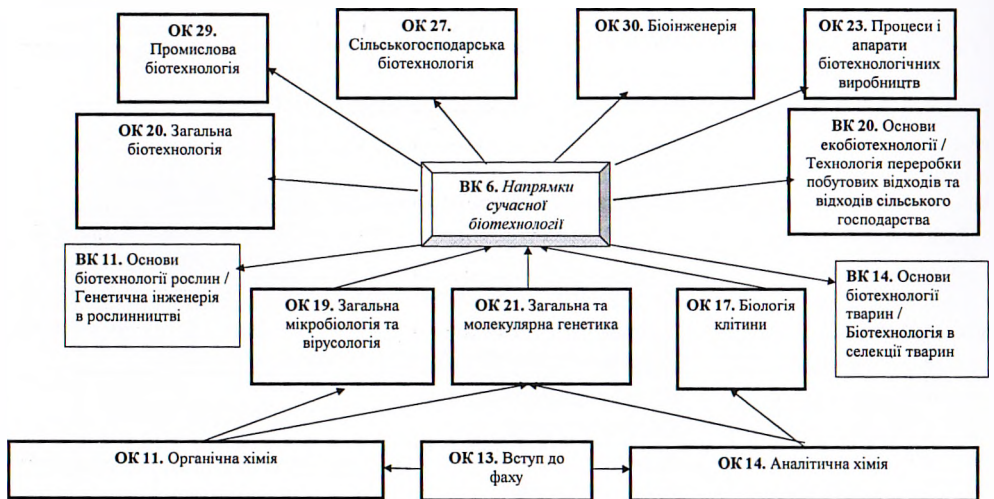 ОК 29.
Промислова
біотехнологія
ОК 27.
Сільськогосподарська
біотехнологія
ОК 30. Біоінженерія
ОК 23. Процеси і
апарати
біотехнологічних
виробництв
ОК 20. Загальна
біотехнологія
ВК 6. Напрямки
сучасної
біотехнології
ВК 20. Основи
екобіотехнології /
Технологія переробки
побутових відходів та
відходів сільського
господарства
ВК 11. Основи
біотехнології рослин /
Генетична інженерія
в рослинництві
ОК 19. Загальна
мікробіологія та
вірусологія
ОК 21. Загальна та
молекулярна генетика
ОК 17. Біологія
клітини
ВК 14. Основи
біотехнології
тварин /
Біотехнологія в
селекції тварин
ОК 11. Органічна хімія
ОК 13. Вступ до
фаху
ОК 14. Аналітична хімія